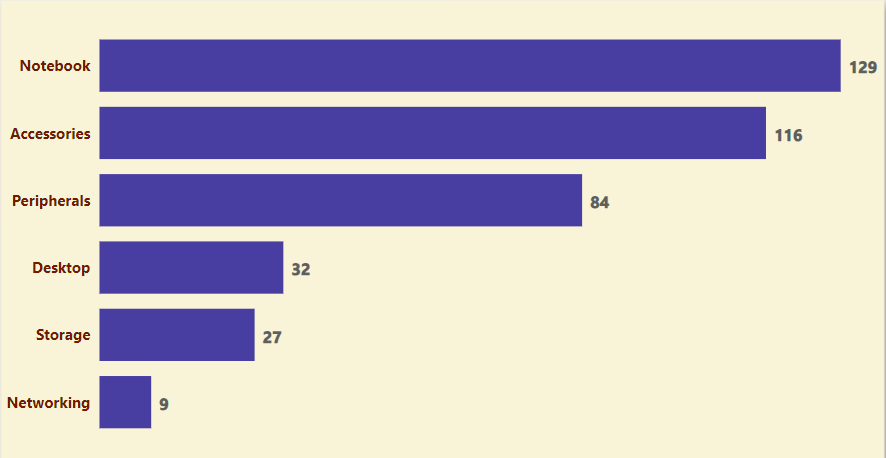 Notebook 129
Accessories 116
Peripherals 84
Desktop 32
Storage 27
Networking 9